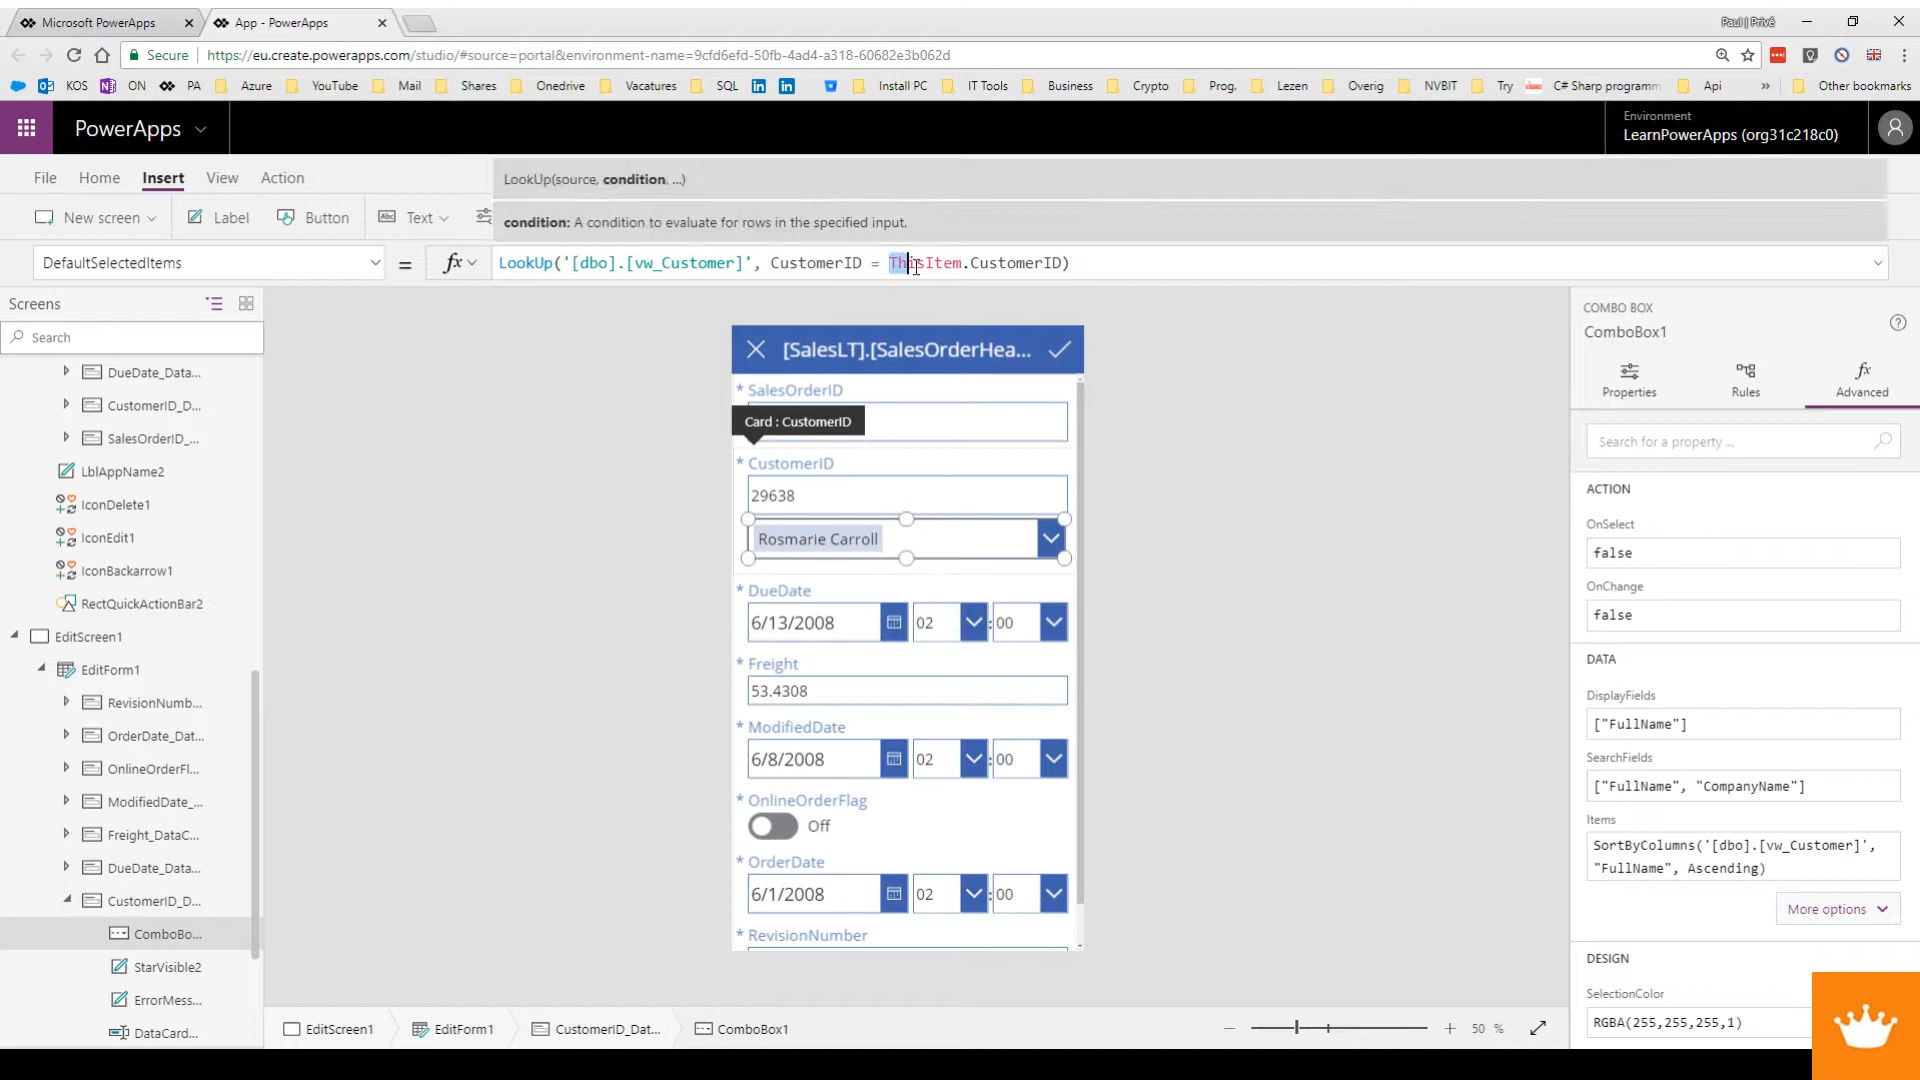 Microsoft PowerApps
App - PowerApps
Paul | Privé
Secure
https://eu.create.powerapps.com/studio/#source=portal&environment-name=9cfd6efd-50fb-4ad4-a318-60682e3b062d
KOS
ON
PA
Azure
YouTube
Mail
Shares
Onedrive
Vacatures
SQL
Install PC
IT Tools
Business
Crypto
Prog.
Lezen
Overig
NVBIT
Try
C# Sharp programm
Api
»
Other bookmarks
PowerApps
Environment
LearnPowerApps (org31c218c0)
File
Home
Insert
View
Action
LookUp(source, condition, ...)
New screen
Label
Button
Text
condition: A condition to evaluate for rows in the specified input.
DefaultSelectedItems
=
fx
LookUp('[dbo].[vw_Customer]', CustomerID = ThisItem.CustomerID)
Screens
Search
DueDate_Data...
CustomerID_D...
SalesOrderID_...
LblAppName2
IconDelete1
IconEdit1
IconBackarrow1
RectQuickActionBar2
EditScreen1
EditForm1
RevisionNumb...
OrderDate_Dat...
OnlineOrderFl...
ModifiedDate_...
Freight_DataC...
DueDate_Data...
CustomerID_D...
ComboBo...
StarVisible2
ErrorMess...
DataCard...
[SalesLT].[SalesOrderHea...
* SalesOrderID
Card : CustomerID
* CustomerID
29638
Rosmarie Carroll
* DueDate
6/13/2008
02
:
00
* Freight
53.4308
* ModifiedDate
6/8/2008
02
:
00
* OnlineOrderFlag
Off
* OrderDate
6/1/2008
02
:
00
* RevisionNumber
COMBO BOX
ComboBox1
Properties
Rules
fx
Advanced
Search for a property ...
ACTION
OnSelect
false
OnChange
false
DATA
DisplayFields
["FullName"]
SearchFields
["FullName", "CompanyName"]
Items
SortByColumns('[dbo].[vw_Customer]',
"FullName", Ascending)
More options
DESIGN
SelectionColor
RGBA(255,255,255,1)
EditScreen1
EditForm1
CustomerID_Dat...
ComboBox1
50 %